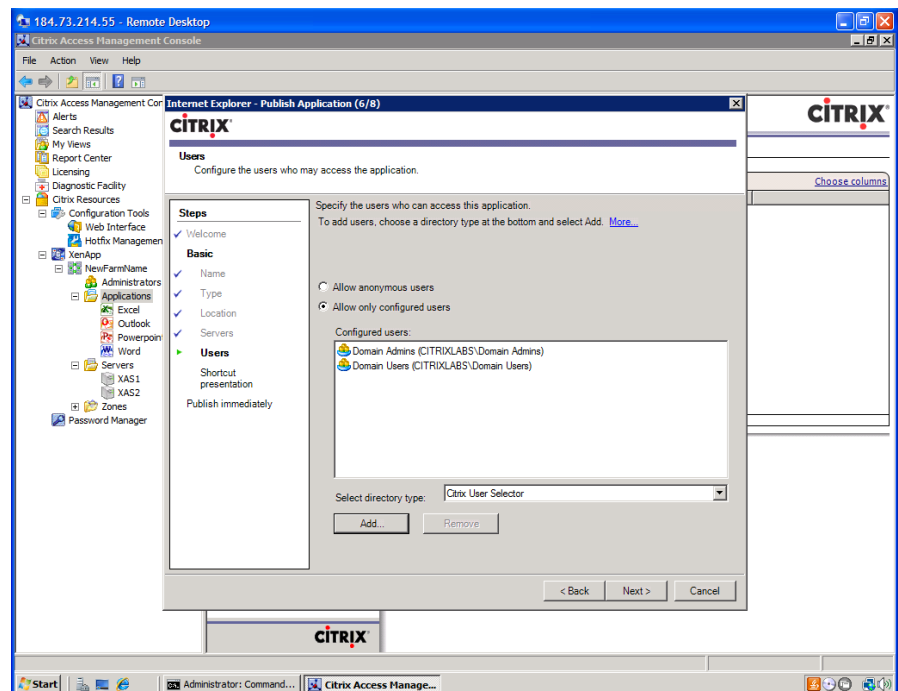 184.73.214.55 - Remote Desktop
Citrix Access Management Console
File Action View Help
Citrix Access Management Con
Alerts
Search Results
My Views
Report Center
Licensing
Diagnostic Facility
Citrix Resources
Configuration Tools
Web Interface
Hotfix Managemen
XenApp
NewFarmName
Administrators
Applications
Excel
Outlook
Powerpoin
Word
Servers
XAS1
XAS2
Zones
Password Manager
Internet Explorer - Publish Application (6/8)
CITRIX
Users
Configure the users who may access the application.
Steps
Welcome
Basic
Name
Type
Location
Servers
Users
Shortcut
presentation
Publish immediately
Specify the users who can access this application.
To add users, choose a directory type at the bottom and select Add. More...
Allow anonymous users
Allow only configured users
Configured users:
Domain Admins (CITRIXLABS\Domain Admins)
Domain Users (CITRIXLABS\Domain Users)
Select directory type: Citrix User Selector
Add... Remove
< Back Next > Cancel
CITRIX
Choose columns
CITRIX
Start
Administrator: Command...
Citrix Access Manage...